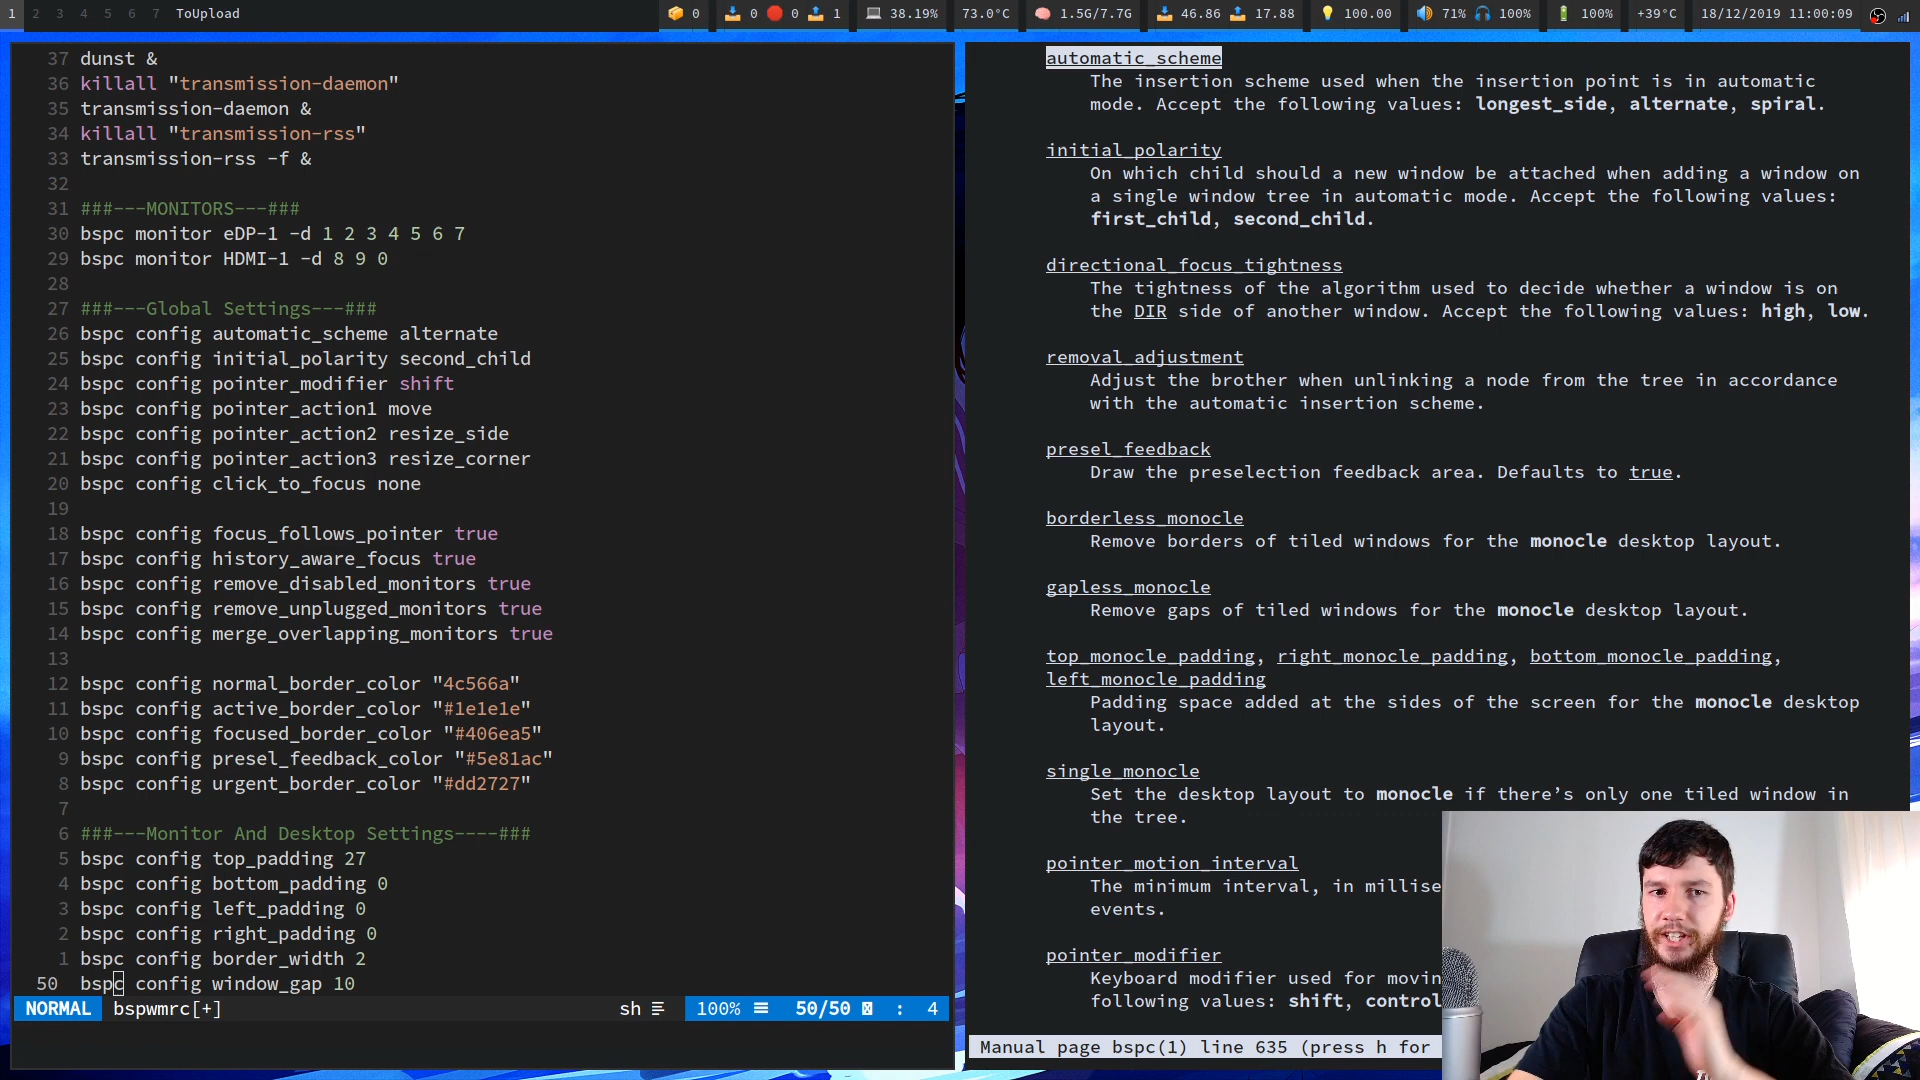 1 2 3 4 5 6 7 ToUpload 0 0 0 1 38.19% 73.0°C 1.5G/7.7G 46.86 17.88 100.00 71% 100% 100% +39°C 18/12/2019 11:00:09
37 dunst &
36 killall "transmission-daemon"
35 transmission-daemon &
34 killall "transmission-rss"
33 transmission-rss -f &
32
31 ###---MONITORS---###
30 bspc monitor eDP-1 -d 1 2 3 4 5 6 7
29 bspc monitor HDMI-1 -d 8 9 0
28
27 ###---Global Settings---###
26 bspc config automatic_scheme alternate
25 bspc config initial_polarity second_child
24 bspc config pointer_modifier shift
23 bspc config pointer_action1 move
22 bspc config pointer_action2 resize_side
21 bspc config pointer_action3 resize_corner
20 bspc config click_to_focus none
19
18 bspc config focus_follows_pointer true
17 bspc config history_aware_focus true
16 bspc config remove_disabled_monitors true
15 bspc config remove_unplugged_monitors true
14 bspc config merge_overlapping_monitors true
13
12 bspc config normal_border_color "4c566a"
11 bspc config active_border_color "#1e1e1e"
10 bspc config focused_border_color "#406ea5"
9 bspc config presel_feedback_color "#5e81ac"
8 bspc config urgent_border_color "#dd2727"
7
6 ###---Monitor And Desktop Settings----###
5 bspc config top_padding 27
4 bspc config bottom_padding 0
3 bspc config left_padding 0
2 bspc config right_padding 0
1 bspc config border_width 2
50 bspc config window_gap 10
NORMAL bspwmrc[+] sh 100% 50/50 : 4
automatic_scheme
The insertion scheme used when the insertion point is in automatic
mode. Accept the following values: longest_side, alternate, spiral.
initial_polarity
On which child should a new window be attached when adding a window on
a single window tree in automatic mode. Accept the following values:
first_child, second_child.
directional_focus_tightness
The tightness of the algorithm used to decide whether a window is on
the DIR side of another window. Accept the following values: high, low.
removal_adjustment
Adjust the brother when unlinking a node from the tree in accordance
with the automatic insertion scheme.
presel_feedback
Draw the preselection feedback area. Defaults to true.
borderless_monocle
Remove borders of tiled windows for the monocle desktop layout.
gapless_monocle
Remove gaps of tiled windows for the monocle desktop layout.
top_monocle_padding, right_monocle_padding, bottom_monocle_padding,
left_monocle_padding
Padding space added at the sides of the screen for the monocle desktop
layout.
single_monocle
Set the desktop layout to monocle if there’s only one tiled window in
the tree.
pointer_motion_interval
The minimum interval, in millise
events.
pointer_modifier
Keyboard modifier used for movin
following values: shift, control
Manual page bspc(1) line 635 (press h for